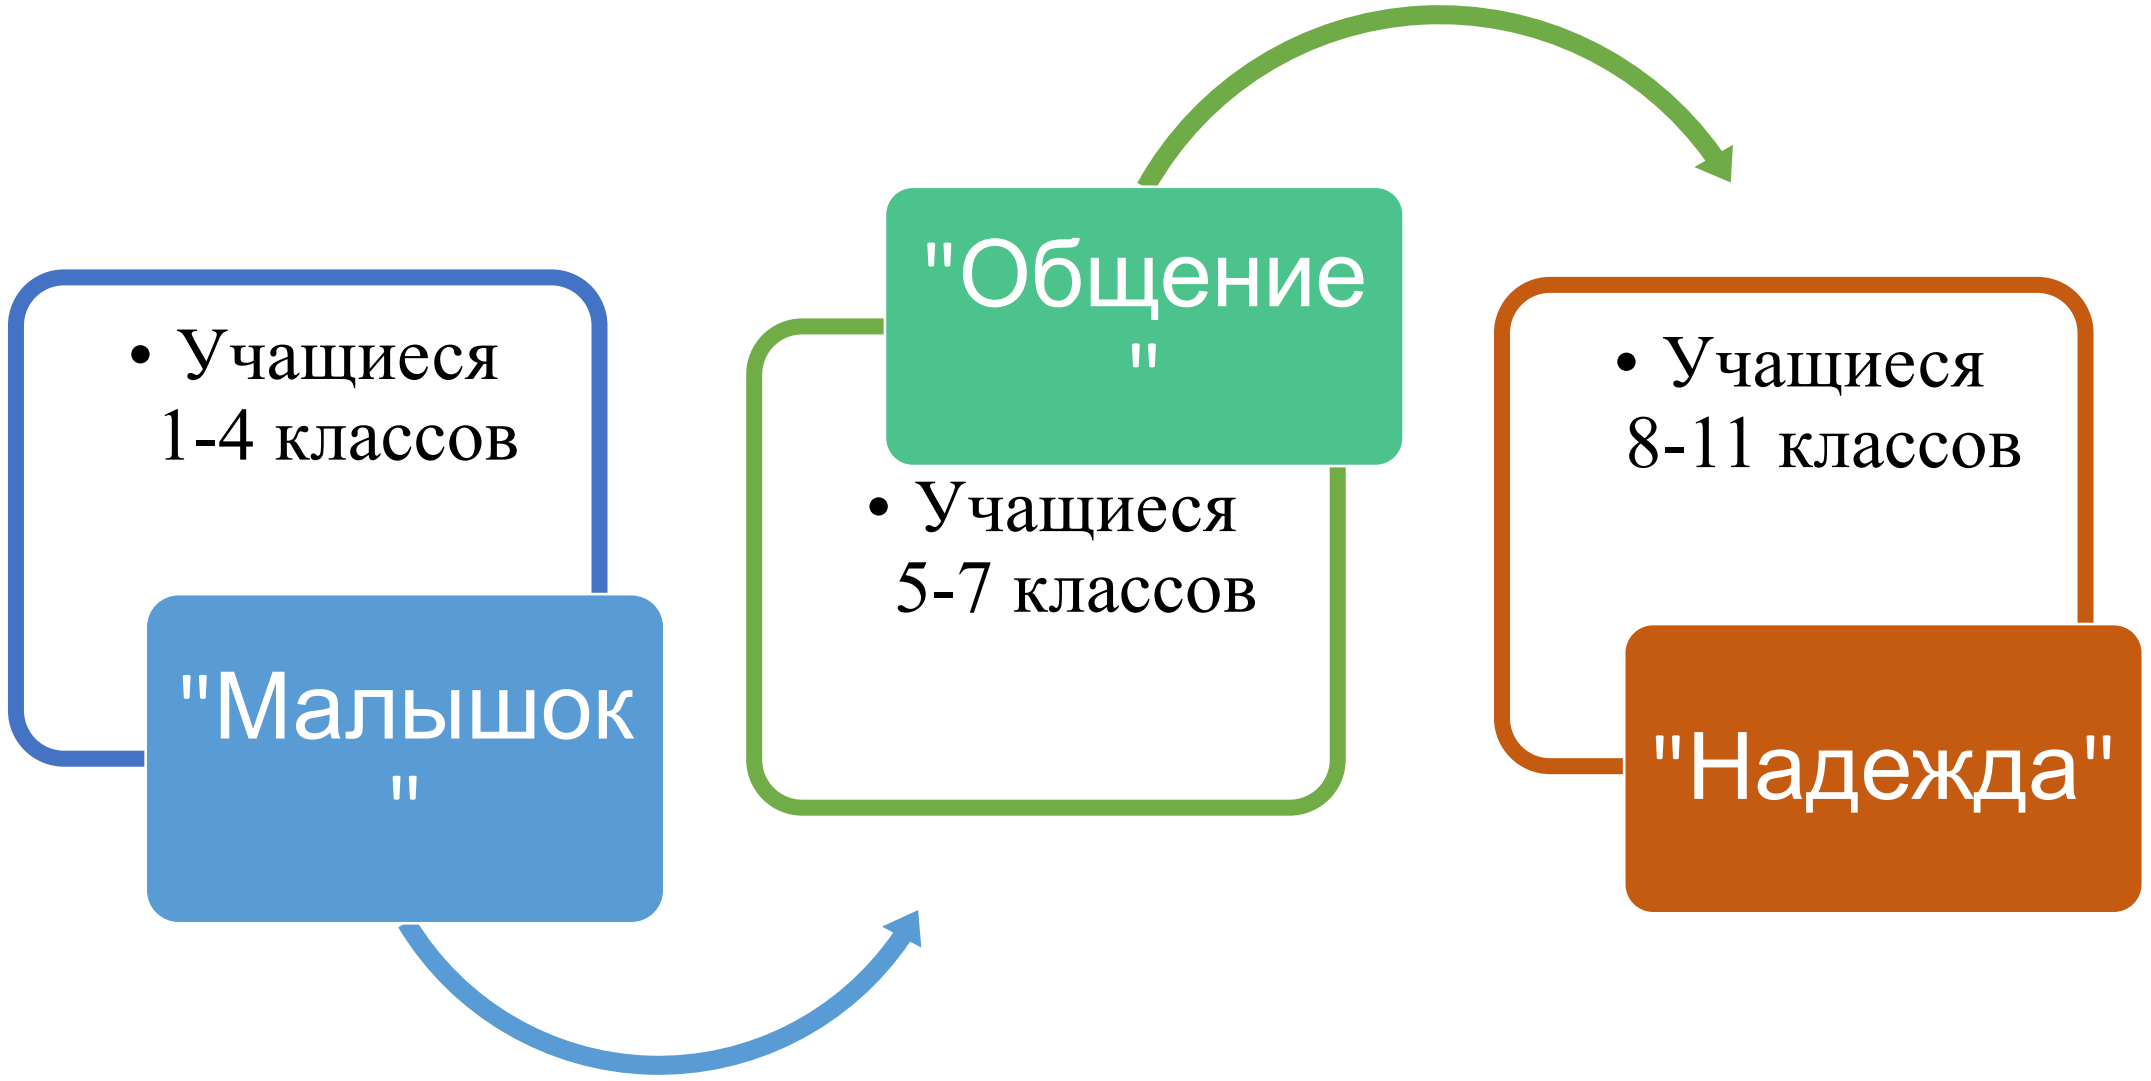 • Учащиеся
1-4 классов
"Малышок
"
"Общение
"
• Учащиеся
5-7 классов
• Учащиеся
8-11 классов
"Надежда"